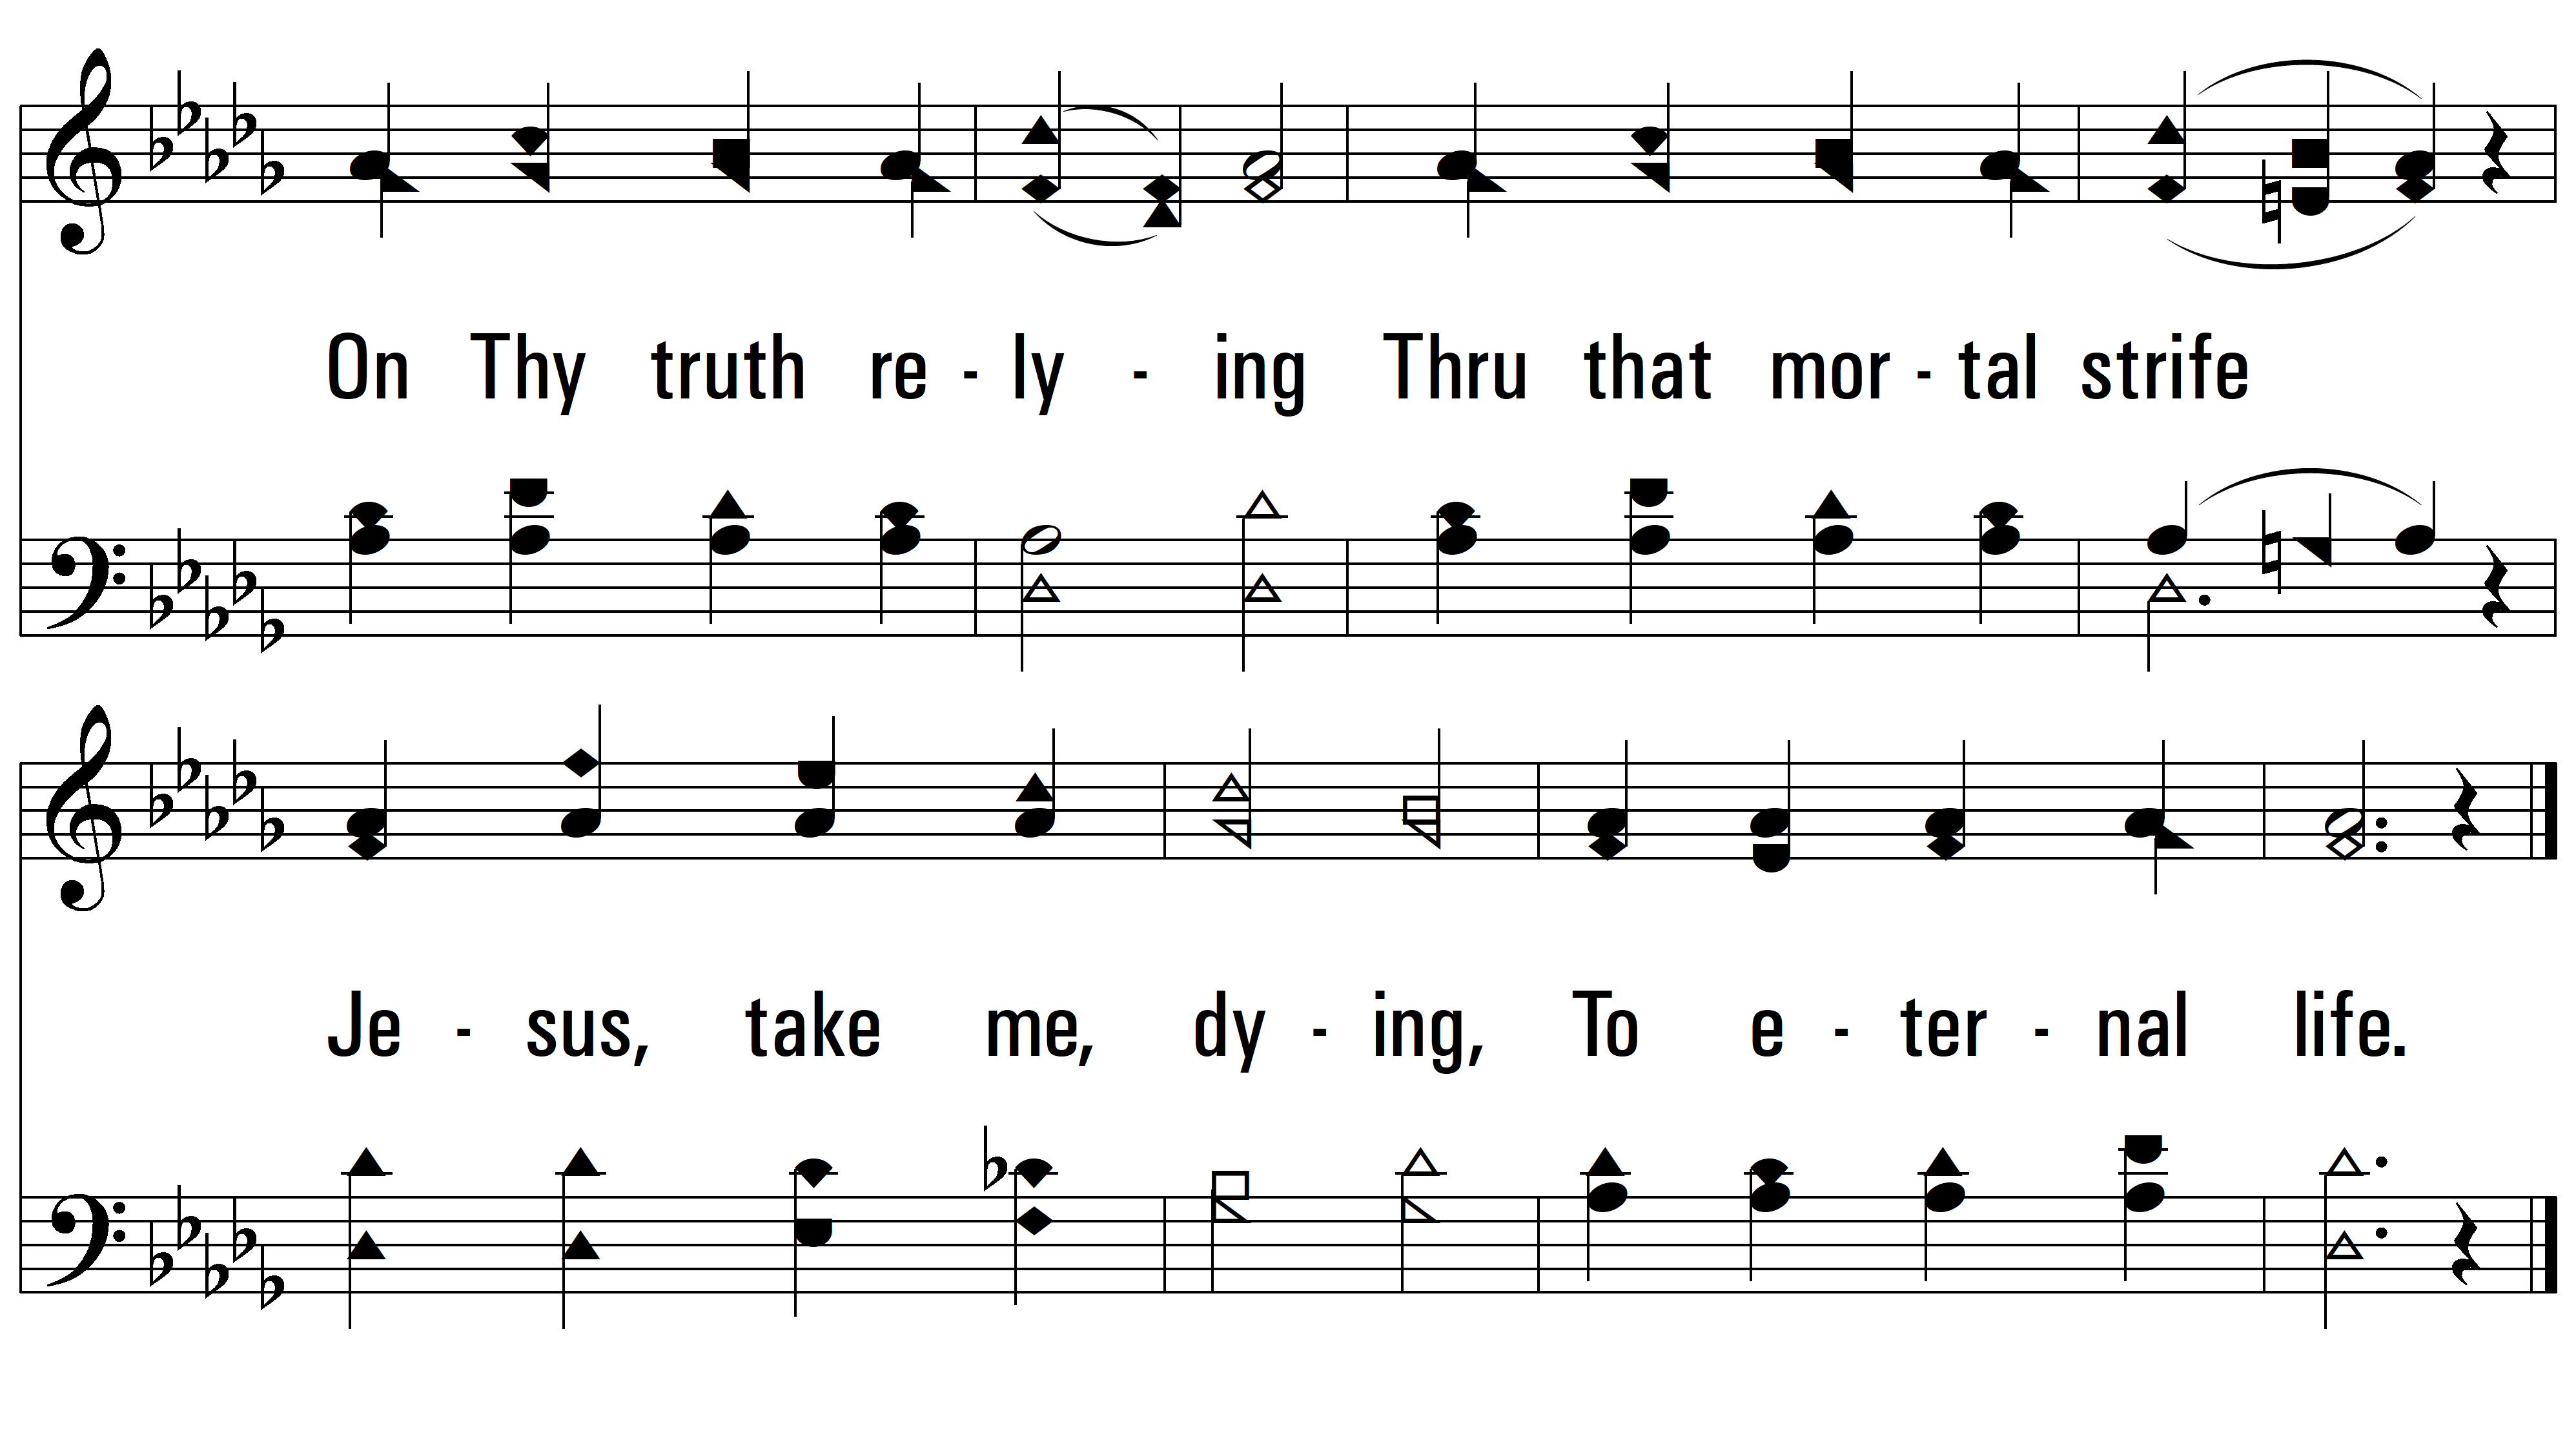 On Thy truth re - ly - ing Thru that mor - tal strife
Je - sus, take me, dy - ing, To e - ter - nal life.